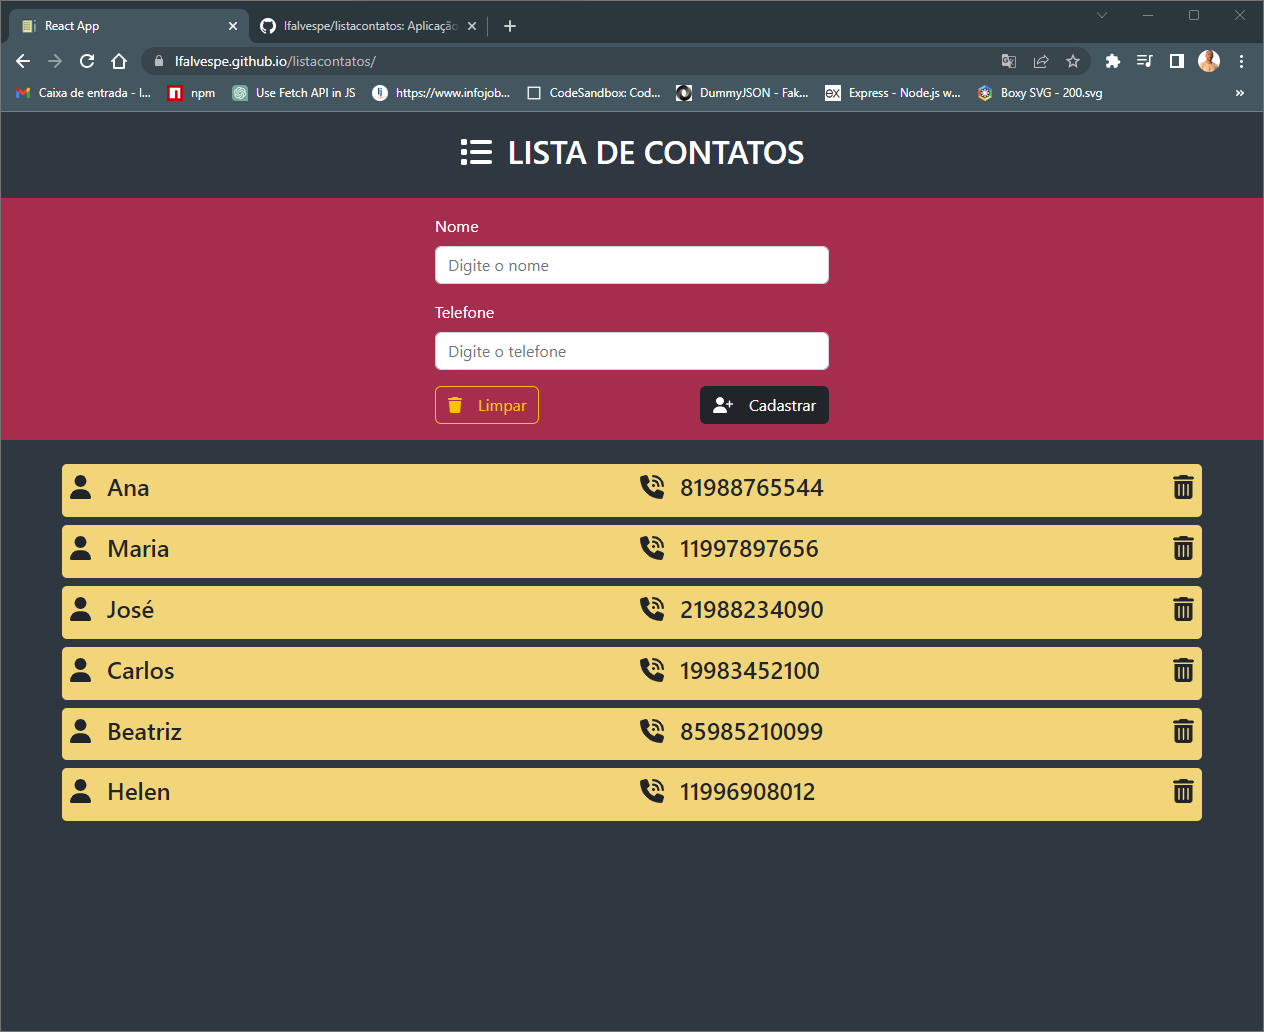 React App
lfalvespe/listacontatos: Aplicação
lfalvespe.github.io/listacontatos/
Caixa de entrada - l...
npm
Use Fetch API in JS
https://www.infojob...
CodeSandbox: Cod...
DummyJSON - Fak...
Express - Node.js w...
Boxy SVG - 200.svg
LISTA DE CONTATOS
Nome
Digite o nome
Telefone
Digite o telefone
Limpar
Cadastrar
Ana 81988765544
Maria 11997897656
José 21988234090
Carlos 19983452100
Beatriz 85985210099
Helen 11996908012